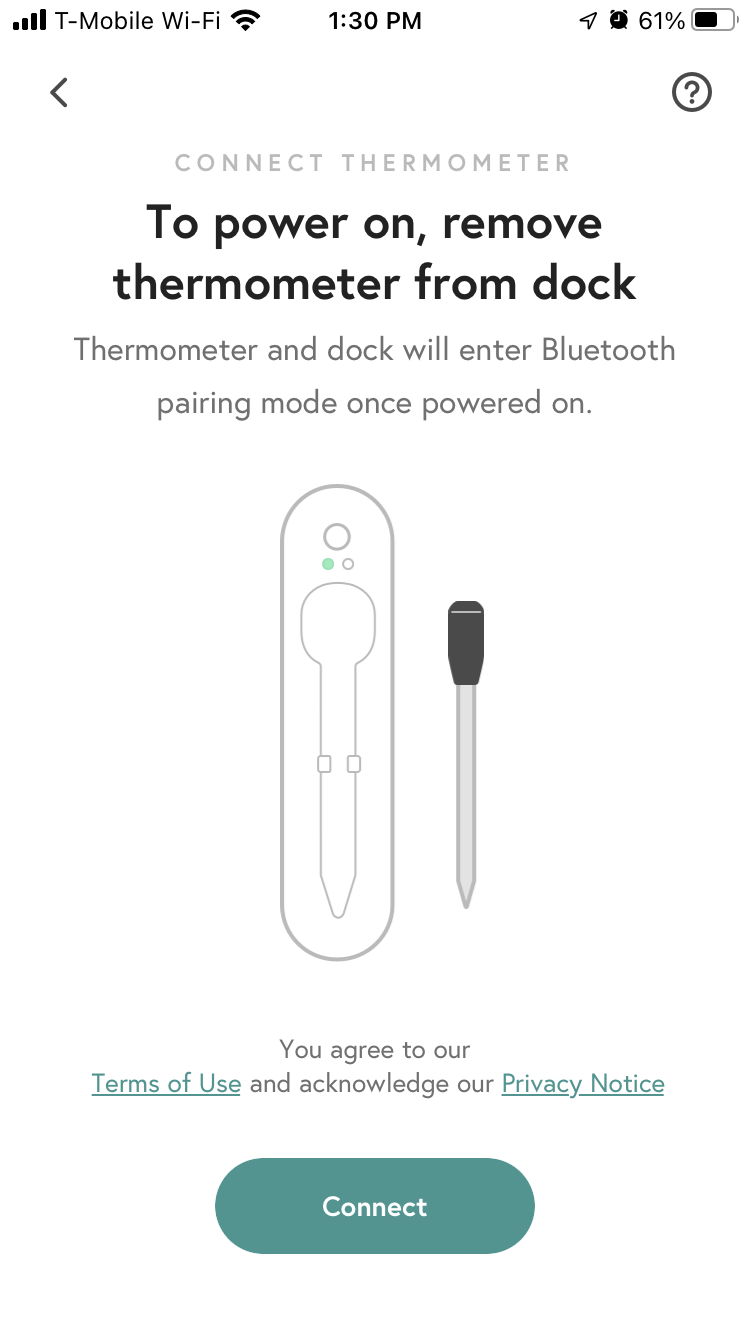 T-Mobile Wi-Fi 1:30 PM 61%
?
CONNECT THERMOMETER
To power on, remove
thermometer from dock
Thermometer and dock will enter Bluetooth
pairing mode once powered on.
You agree to our
Terms of Use and acknowledge our Privacy Notice
Connect